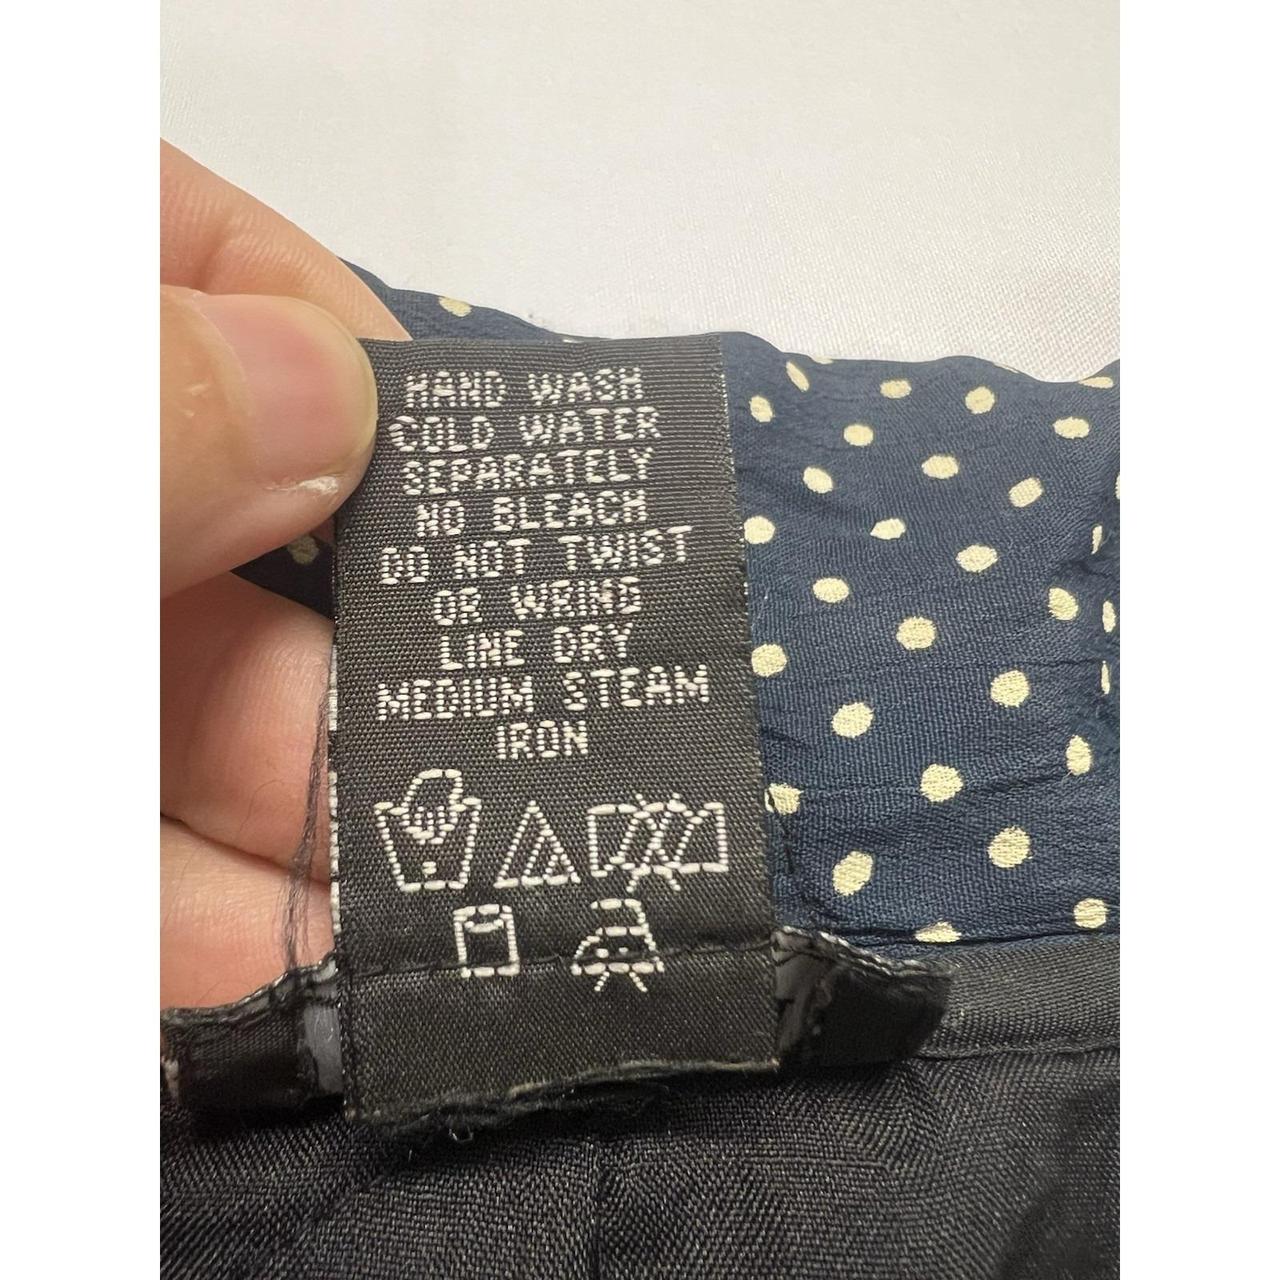 HAND WASH
COLD WATER
SEPARATELY
NO BLEACH
DO NOT TWIST
OR WRING
LINE DRY
MEDIUM STEAM
IRON